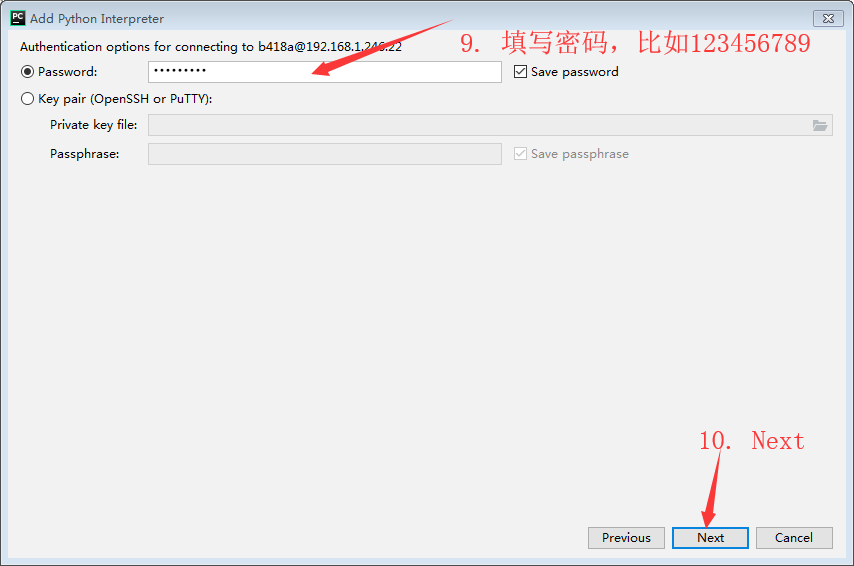 PC Add Python Interpreter
Authentication options for connecting to b418a@192.168.1.246:22
9. 填写密码，比如123456789
Password: ••••••••• Save password
Key pair (OpenSSH or PuTTY):
Private key file:
Passphrase: Save passphrase
10. Next
Previous Next Cancel